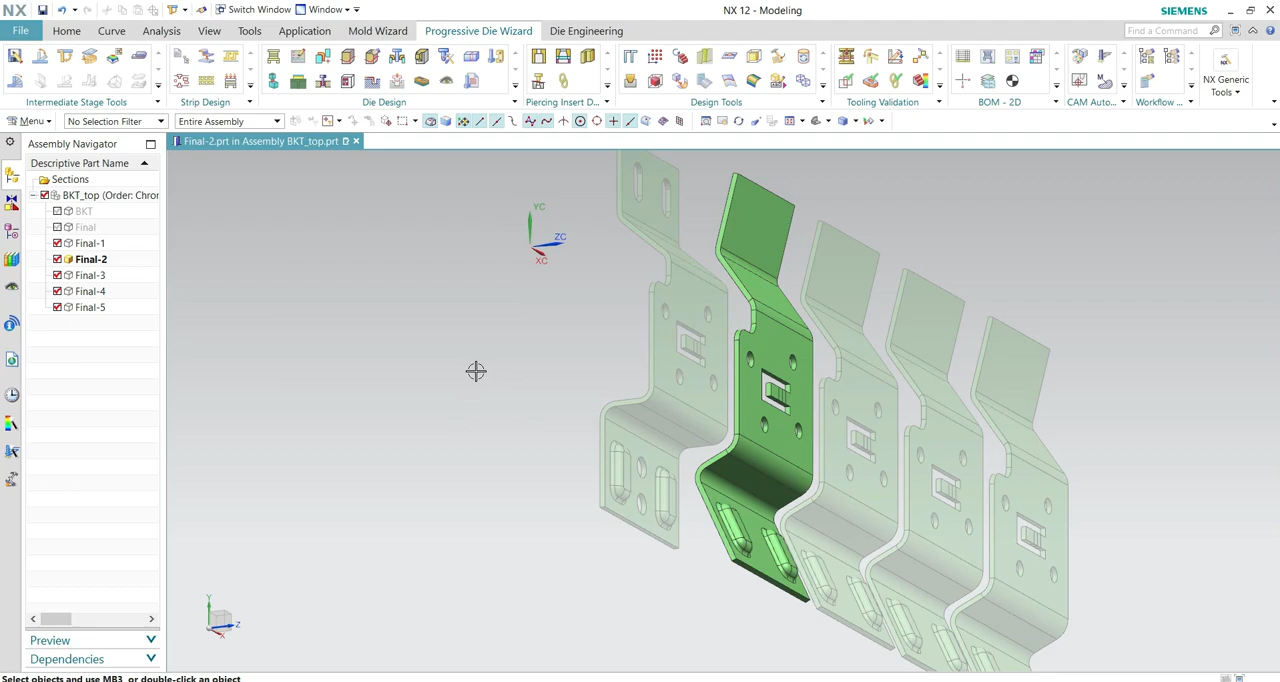 NX
Switch Window
Window
NX 12 - Modeling
SIEMENS
File
Home
Curve
Analysis
View
Tools
Application
Mold Wizard
Progressive Die Wizard
Die Engineering
Find a Command
Intermediate Stage Tools
Strip Design
Die Design
Piercing Insert D...
Design Tools
Tooling Validation
BOM - 2D
CAM Auto...
Workflow ...
NX Generic
Tools
Menu
No Selection Filter
Entire Assembly
Assembly Navigator
Final-2.prt in Assembly BKT_top.prt
Descriptive Part Name
Sections
BKT_top (Order: Chror
BKT
Final
Final-1
Final-2
Final-3
Final-4
Final-5
YC
ZC
XC
Y
Z
X
Preview
Dependencies
Select objects and use MB3, or double-click an object